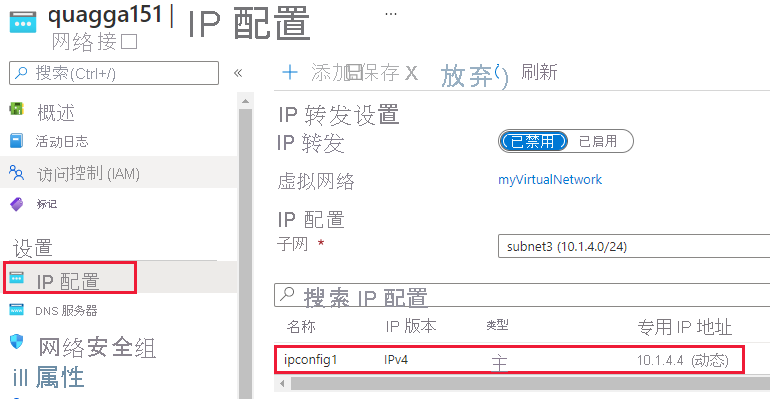 quagga151 | IP 配置
...
网络接口
搜索(Ctrl+/)
«
概述
活动日志
访问控制 (IAM)
标记
设置
IP 配置
DNS 服务器
网络安全组
ill 属性
+ 添加 保存 X 放弃 刷新
IP 转发设置
IP 转发 已禁用 已启用
虚拟网络 myVirtualNetwork
IP 配置
子网 * subnet3 (10.1.4.0/24)
搜索 IP 配置
名称 IP 版本 类型 专用 IP 地址
ipconfig1 IPv4 主 10.1.4.4 (动态)